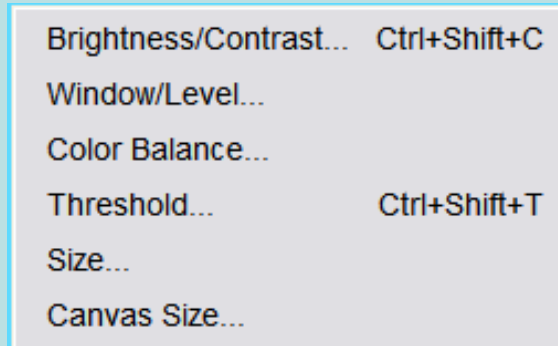 Brightness/Contrast... Ctrl+Shift+C
Window/Level...
Color Balance...
Threshold... Ctrl+Shift+T
Size...
Canvas Size...